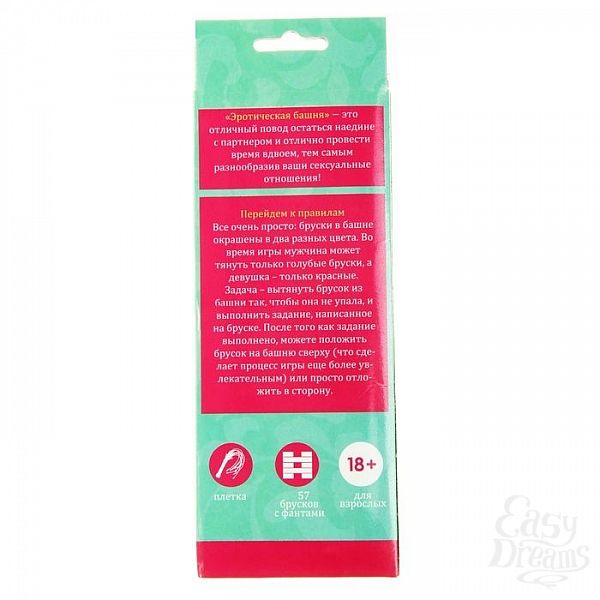 «Эротическая башня» – это
отличный повод остаться наедине
с партнером и отлично провести
время вдвоем, тем самым
разнообразив ваши сексуальные
отношения!
Перейдем к правилам
Все очень просто: бруски в башне
окрашены в два разных цвета. Во
время игры мужчина может
тянуть только голубые бруски, а
девушка – только красные.
Задача – вытянуть брусок из
башни так, чтобы она не упала, и
выполнить задание, написанное
на бруске. После того как задание
выполнено, можете положить
брусок на башню сверху (что сде-
лает процесс игры еще более ув-
лекательным) или просто отло-
жить в сторону.
18+
плетка
57
брусков
с фантами
для
взрослых
Easy
Dreams